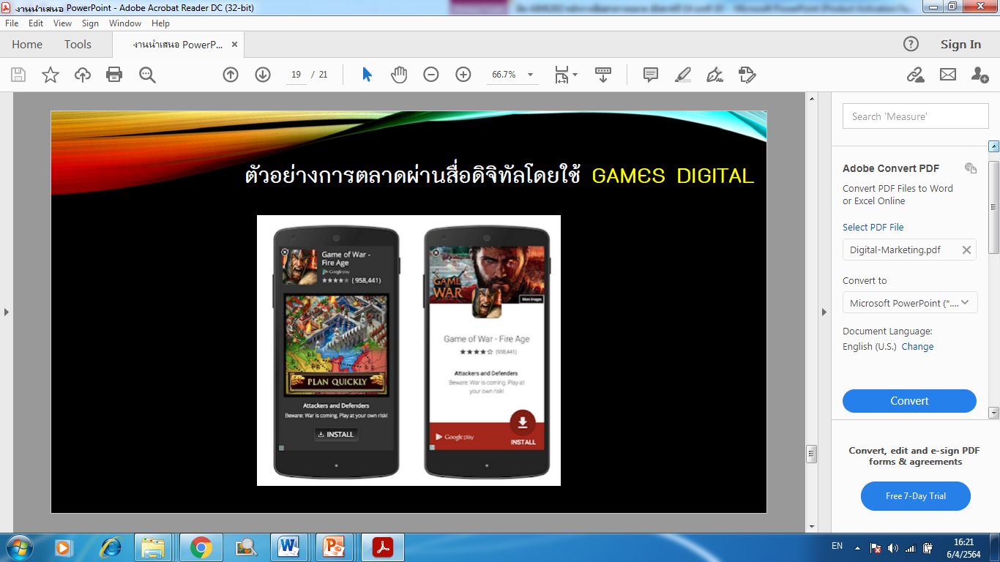 งานนำเสนอ PowerPoint - Adobe Acrobat Reader DC (32-bit)
File Edit View Sign Window Help
Home Tools งานนำเสนอ PowerP... × Sign In
19 / 21 66.7%
Search 'Measure'
ตัวอย่างการตลาดผ่านสื่อดิจิทัลโดยใช้ GAMES DIGITAL
Game of War -
Fire Age
Google play
(958,441)
PLAN QUICKLY
Attackers and Defenders
Beware: War is coming. Play at your own risk!
INSTALL
GAME
OF
WAR
More Images
Game of War - Fire Age
(958,441)
Attackers and Defenders
Beware: War is coming. Play at
your own risk!
Google play
INSTALL
Adobe Convert PDF
Convert PDF Files to Word
or Excel Online
Select PDF File
Digital-Marketing.pdf
Convert to
Microsoft PowerPoint (*....
Document Language:
English (U.S.) Change
Convert
Convert, edit and e-sign PDF
forms & agreements
Free 7-Day Trial
EN
16:21
6/4/2564